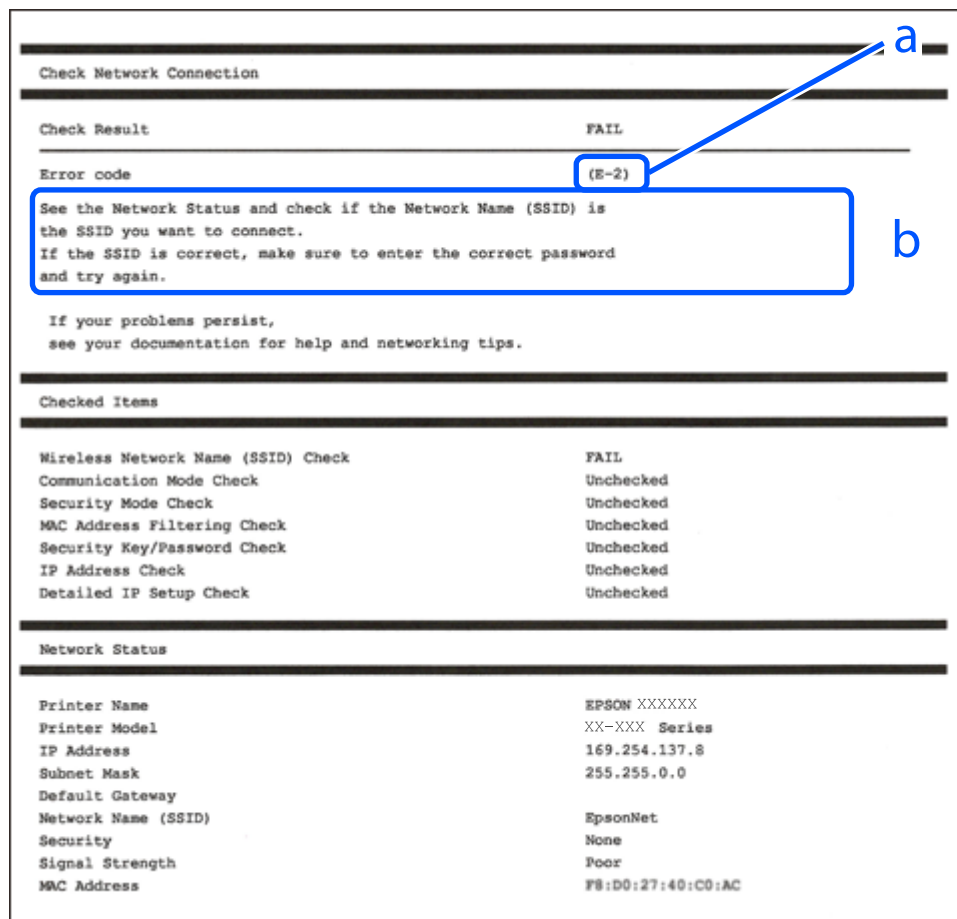 a
Check Network Connection
Check Result FAIL
Error code (E-2)
See the Network Status and check if the Network Name (SSID) is
the SSID you want to connect.
If the SSID is correct, make sure to enter the correct password
and try again.
b
If your problems persist,
see your documentation for help and networking tips.
Checked Items
Wireless Network Name (SSID) Check FAIL
Communication Mode Check Unchecked
Security Mode Check Unchecked
MAC Address Filtering Check Unchecked
Security Key/Password Check Unchecked
IP Address Check Unchecked
Detailed IP Setup Check Unchecked
Network Status
Printer Name EPSON XXXXXX
Printer Model XX-XXX Series
IP Address 169.254.137.8
Subnet Mask 255.255.0.0
Default Gateway
Network Name (SSID) EpsonNet
Security None
Signal Strength Poor
MAC Address F8:D0:27:40:C0:AC